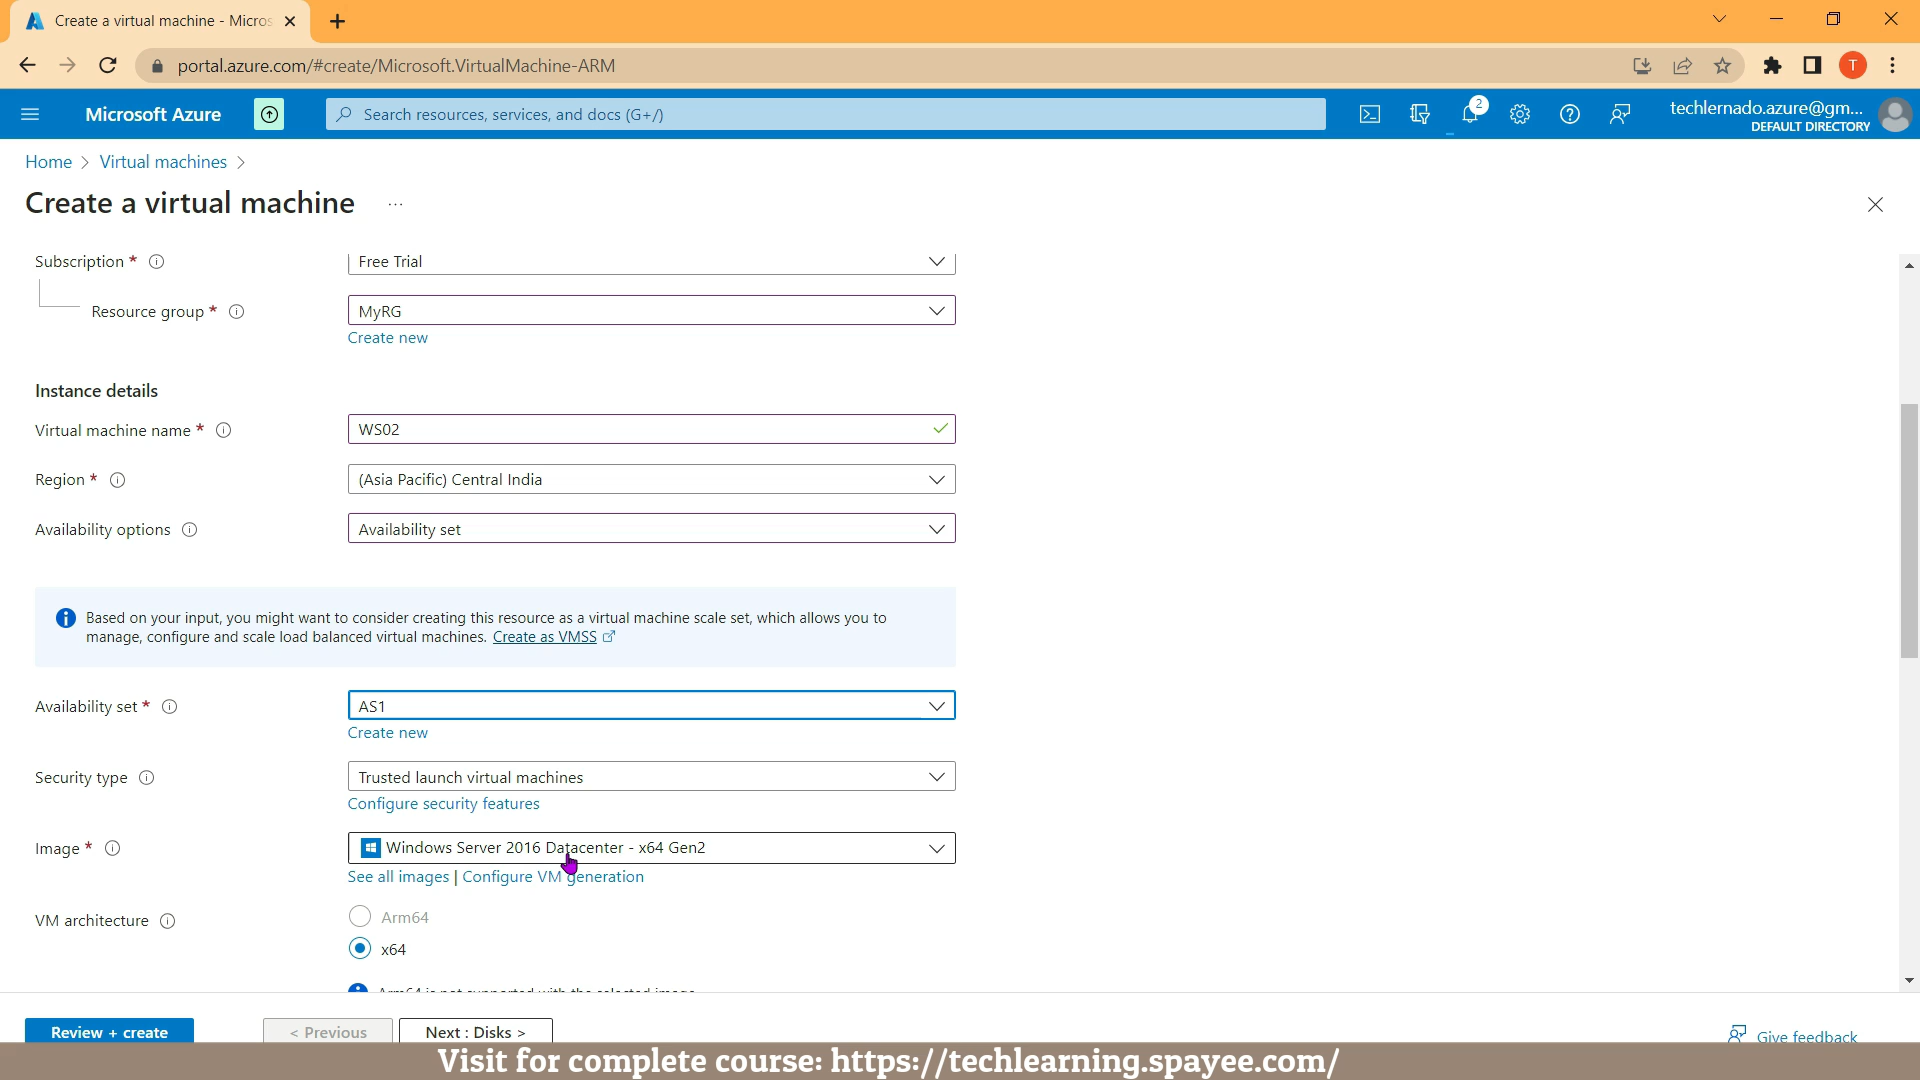 Create a virtual machine - Micros
portal.azure.com/#create/Microsoft.VirtualMachine-ARM
T
Microsoft Azure
Search resources, services, and docs (G+/)
2
techlernado.azure@gm...
DEFAULT DIRECTORY
Home > Virtual machines >
Create a virtual machine ...
Subscription *
Free Trial
Resource group *
MyRG
Create new
Instance details
Virtual machine name *
WS02
Region *
(Asia Pacific) Central India
Availability options
Availability set
Based on your input, you might want to consider creating this resource as a virtual machine scale set, which allows you to
manage, configure and scale load balanced virtual machines. Create as VMSS
Availability set *
AS1
Create new
Security type
Trusted launch virtual machines
Configure security features
Image *
Windows Server 2016 Datacenter - x64 Gen2
See all images | Configure VM generation
VM architecture
Arm64
x64
Arm64 is not supported with the selected image.
Review + create
< Previous
Next : Disks >
Give feedback
Visit for complete course: https://techlearning.spayee.com/